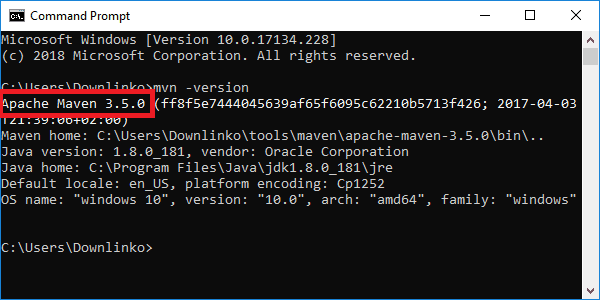 Command Prompt
Microsoft Windows [Version 10.0.17134.228]
(c) 2018 Microsoft Corporation. All rights reserved.
C:\Users\Downlinko>mvn -version
Apache Maven 3.5.0 (ff8f5e7444045639af65f6095c62210b5713f426; 2017-04-03
T21:39:06+02:00)
Maven home: C:\Users\Downlinko\tools\maven\apache-maven-3.5.0\bin\..
Java version: 1.8.0_181, vendor: Oracle Corporation
Java home: C:\Program Files\Java\jdk1.8.0_181\jre
Default locale: en_US, platform encoding: Cp1252
OS name: "windows 10", version: "10.0", arch: "amd64", family: "windows"
C:\Users\Downlinko>